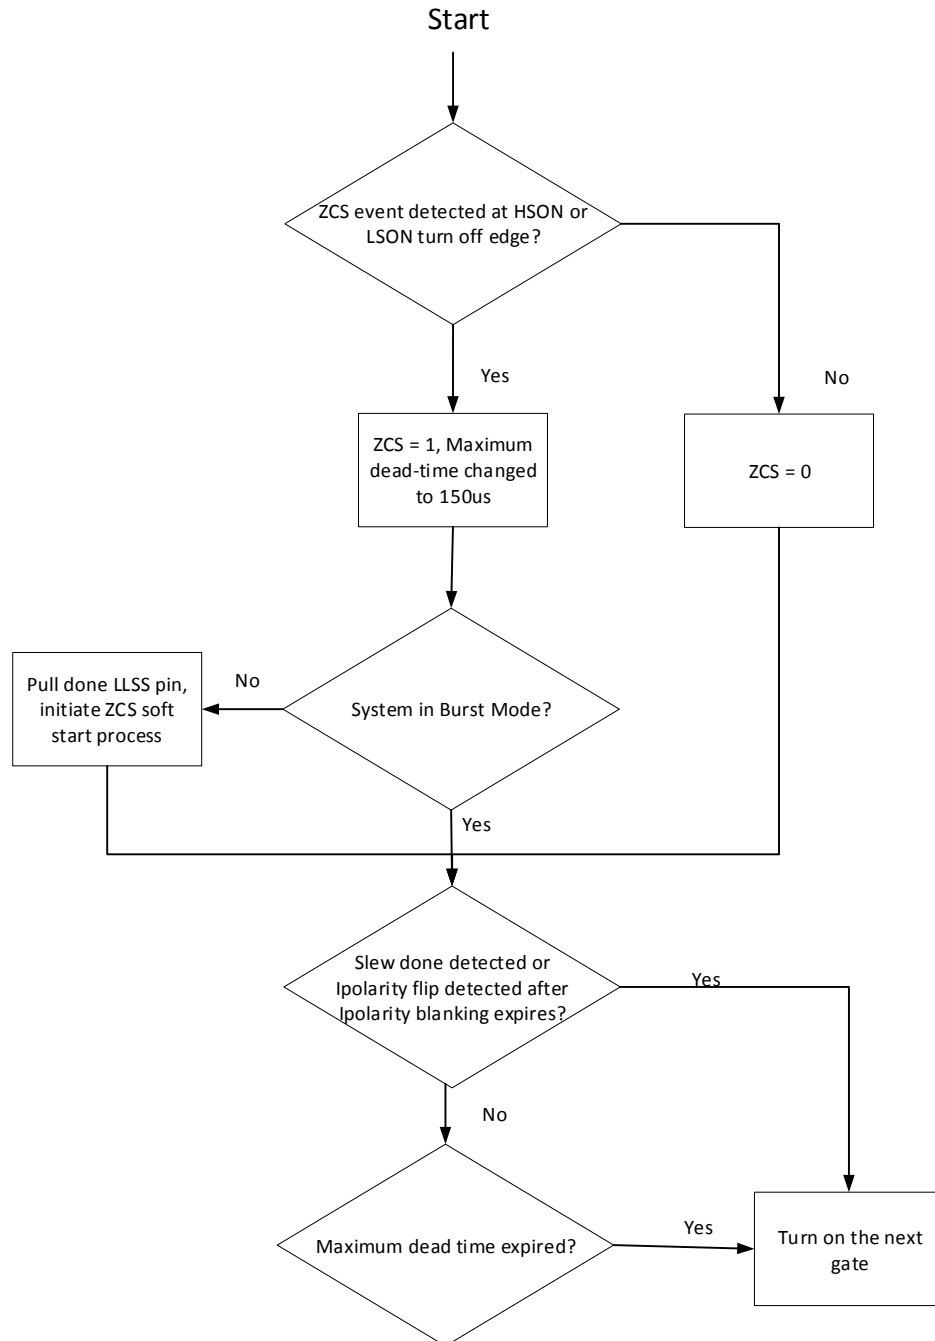 Start
ZCS event detected at HSON or
LSON turn off edge?
Yes
No
ZCS = 1, Maximum
dead-time changed
to 150us
ZCS = 0
Pull done LLSS pin,
initiate ZCS soft
start process
No
System in Burst Mode?
Yes
Slew done detected or
Ipolarity flip detected after
Ipolarity blanking expires?
Yes
No
Maximum dead time expired?
Yes
Turn on the next
gate